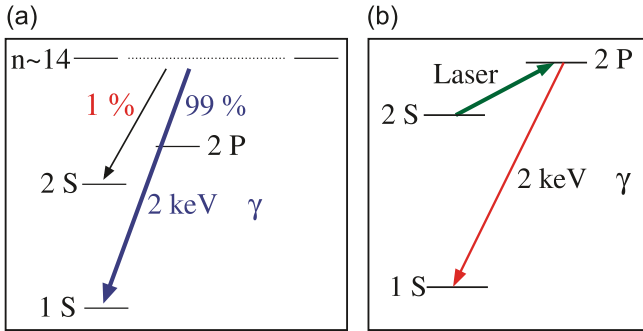 (a)
n~14
1 %
99 %
2 P
2 S
2 keV γ
1 S
(b)
2 P
Laser
2 S
2 keV γ
1 S